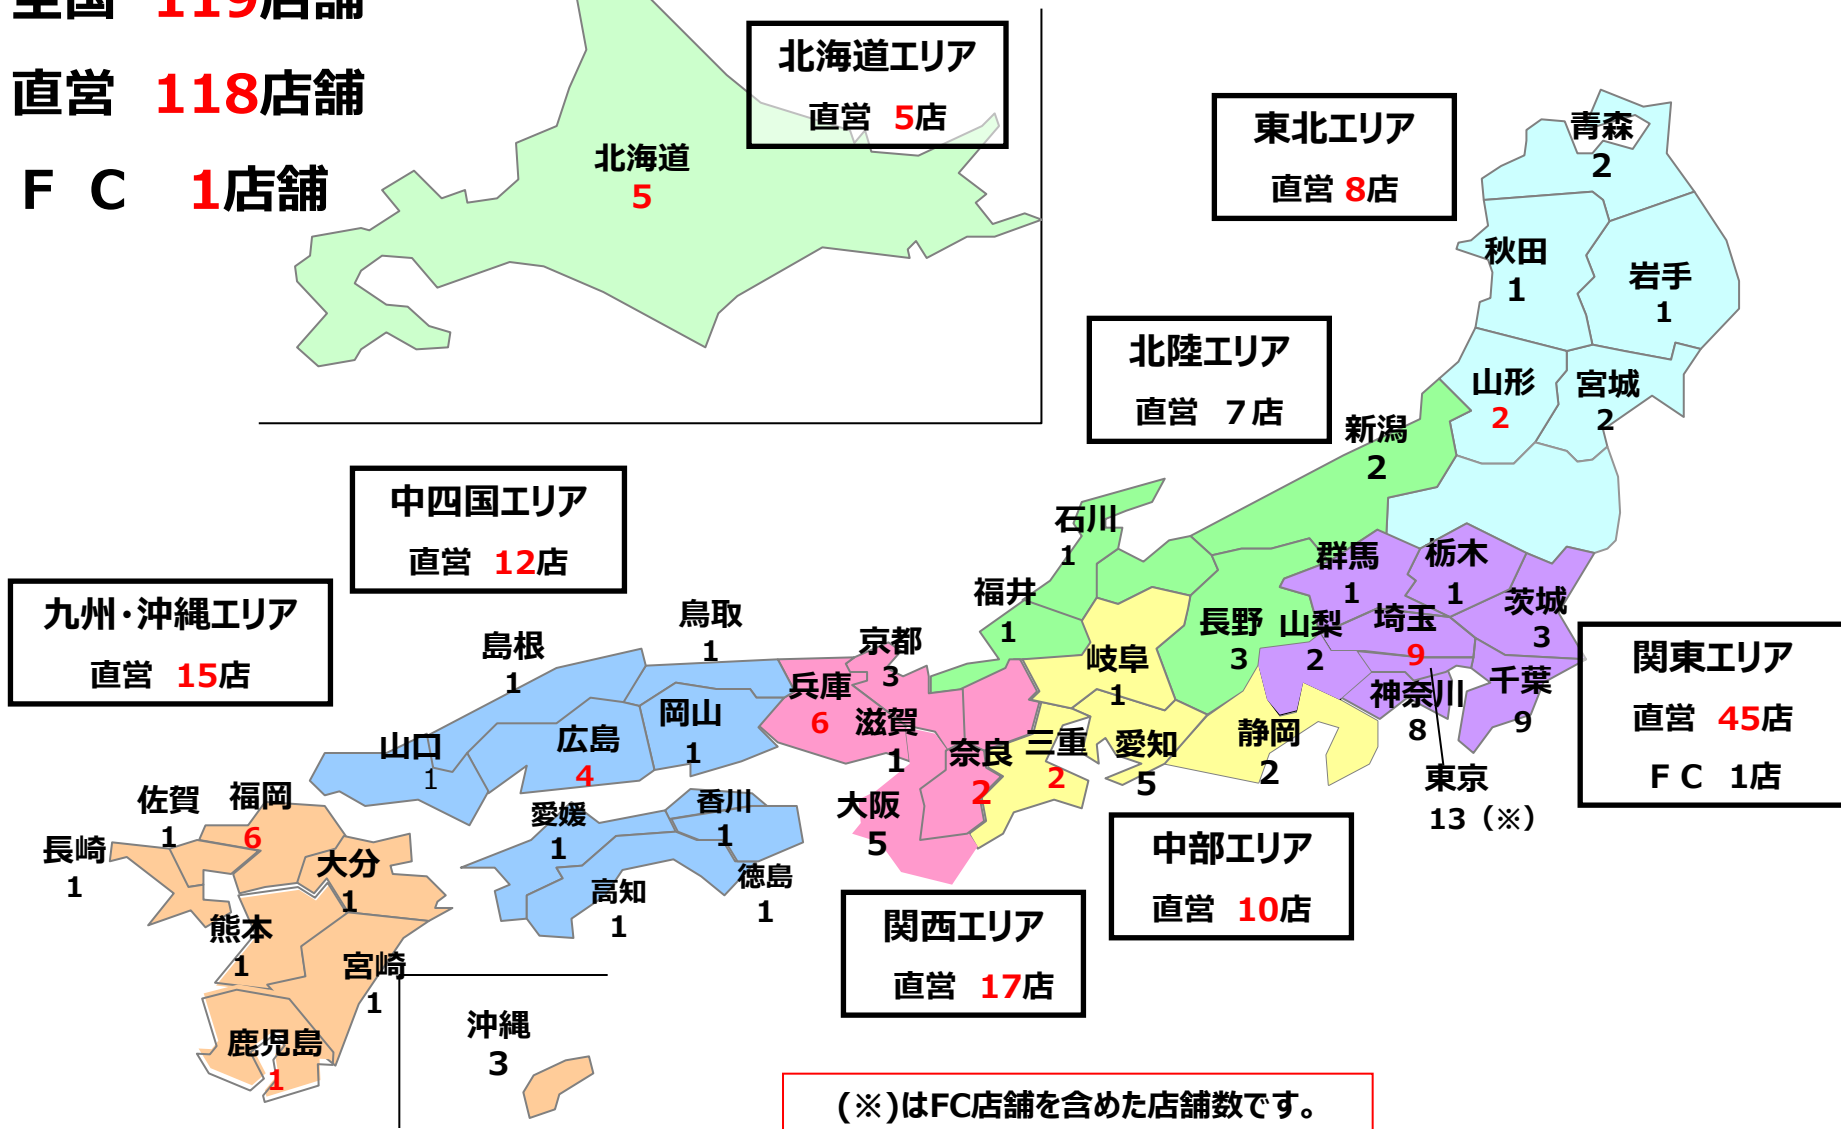 全国 119店舗
直営 118店舗
F C 1店舗
北海道エリア
直営 5店
北海道
5
東北エリア
直営 8店
青森
2
秋田
1
岩手
1
山形
2
宮城
2
北陸エリア
直営 7店
新潟
2
石川
1
福井
1
長野
3
中四国エリア
直営 12店
鳥取
1
島根
1
岡山
1
広島
4
山口
1
愛媛
1
香川
1
高知
1
徳島
1
九州・沖縄エリア
直営 15店
佐賀
1
福岡
6
長崎
1
大分
1
熊本
1
宮崎
1
鹿児島
1
沖縄
3
関東エリア
直営 45店
F C 1店
群馬
1
栃木
1
茨城
3
山梨
2
埼玉
9
神奈川
8
千葉
9
東京
13（※）
中部エリア
直営 10店
岐阜
1
三重
2
愛知
5
静岡
2
関西エリア
直営 17店
京都
3
兵庫
6
滋賀
1
奈良
2
大阪
5
(※)はFC店舗を含めた店舗数です。